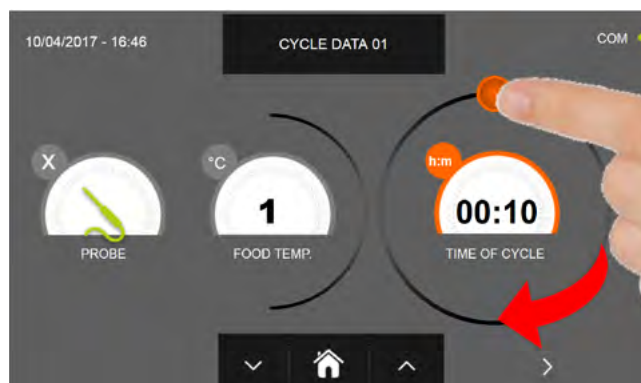 10/04/2017 - 16:46
CYCLE DATA 01
COM
X
°C
h:m
1
00:10
PROBE
FOOD TEMP.
TIME OF CYCLE